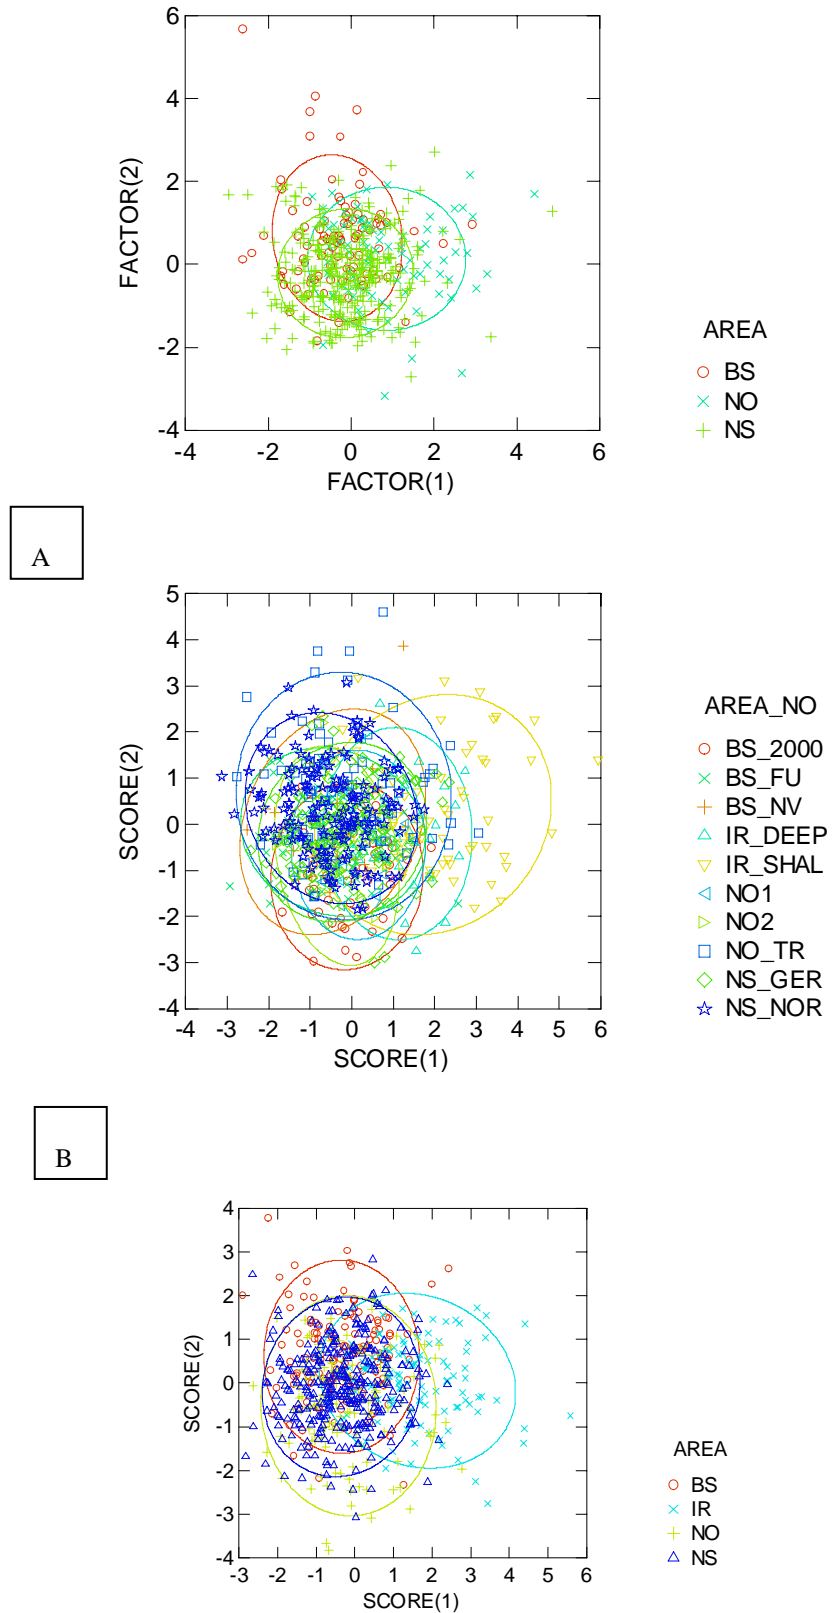 6
4
2
0
-2
-4
FACTOR(2)
-4 -2 0 2 4 6
FACTOR(1)
AREA
BS
NO
NS
A
5
4
3
2
1
0
-1
-2
-3
-4
SCORE(2)
-4 -3 -2 -1 0 1 2 3 4 5 6
SCORE(1)
AREA_NO
BS_2000
BS_FU
BS_NV
IR_DEEP
IR_SHAL
NO1
NO2
NO_TR
NS_GER
NS_NOR
B
4
3
2
1
0
-1
-2
-3
-4
SCORE(2)
-3 -2 -1 0 1 2 3 4 5 6
SCORE(1)
AREA
BS
IR
NO
NS